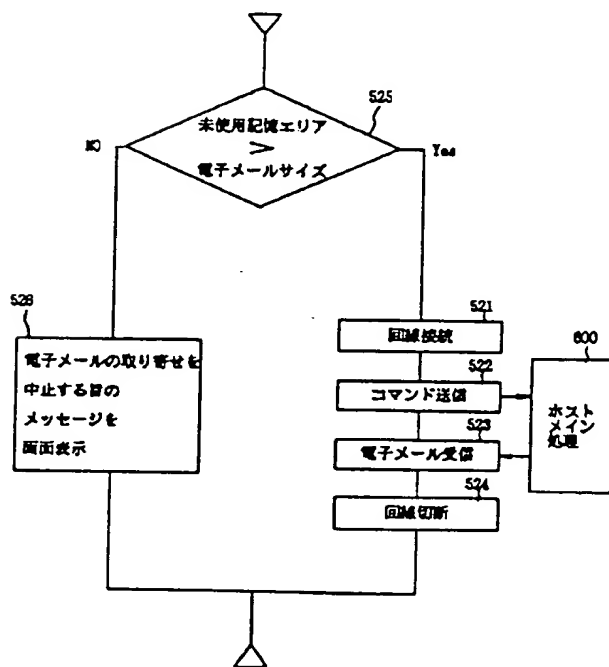 525
未使用記憶エリア
>
電子メールサイズ
NO
Yes
528
電子メールの取り寄せを
中止する旨の
メッセージを
画面表示
521
回線接続
522
コマンド送信
523
電子メール受信
524
回線切断
600
ホスト
メイン
処理